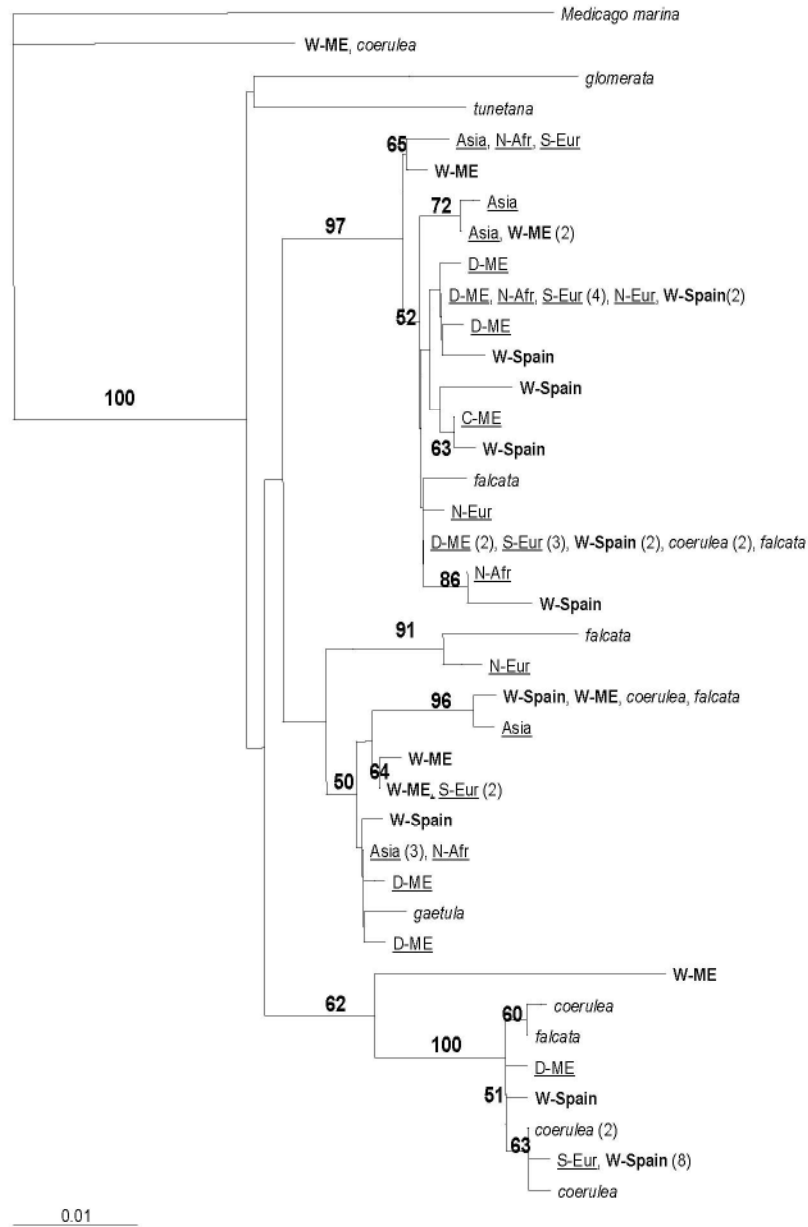 Medicago marina
W-ME, coerulea
glomerata
tunetana
65
Asia, N-Afr, S-Eur
W-ME
97
72
Asia
Asia, W-ME (2)
D-ME
D-ME, N-Afr, S-Eur (4), N-Eur, W-Spain(2)
52
D-ME
W-Spain
W-Spain
100
C-ME
63
W-Spain
falcata
N-Eur
D-ME (2), S-Eur (3), W-Spain (2), coerulea (2), falcata
86
N-Afr
W-Spain
91
falcata
N-Eur
96
W-Spain, W-ME, coerulea, falcata
Asia
W-ME
50
64
W-ME, S-Eur (2)
W-Spain
Asia (3), N-Afr
D-ME
gaetula
D-ME
W-ME
62
60
coerulea
falcata
100
D-ME
51
W-Spain
coerulea (2)
63
S-Eur, W-Spain (8)
coerulea
0.01